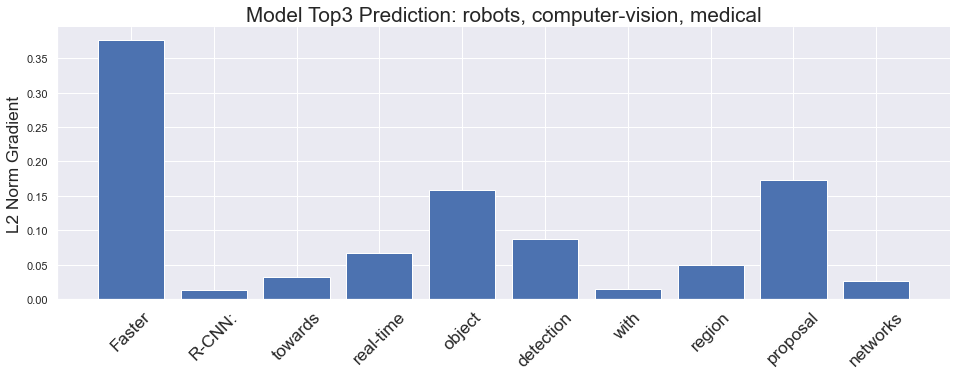 Model Top3 Prediction: robots, computer-vision, medical
L2 Norm Gradient
0.35
0.30
0.25
0.20
0.15
0.10
0.05
0.00
Faster
R-CNN:
towards
real-time
object
detection
with
region
proposal
networks